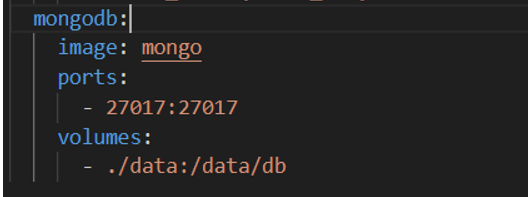 mongodb:
image: mongo
ports:
- 27017:27017
volumes:
- ./data:/data/db